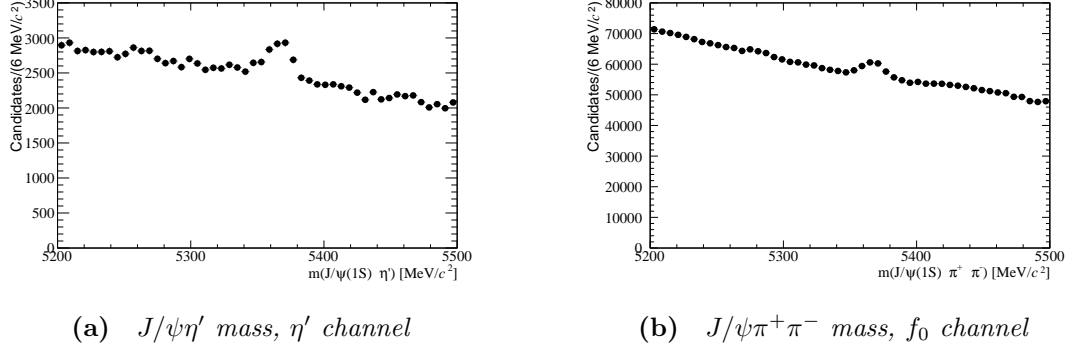 Candidates/(6 MeV/c²)
3500
3000
2500
2000
1500
1000
500
0
5200 5300 5400 5500
m(J/ψ(1S) η′) [MeV/c²]
(a) J/ψη′ mass, η′ channel
Candidates/(6 MeV/c²)
80000
70000
60000
50000
40000
30000
20000
10000
0
5200 5300 5400 5500
m(J/ψ(1S) π⁺ π⁻) [MeV/c²]
(b) J/ψπ⁺π⁻ mass, f₀ channel